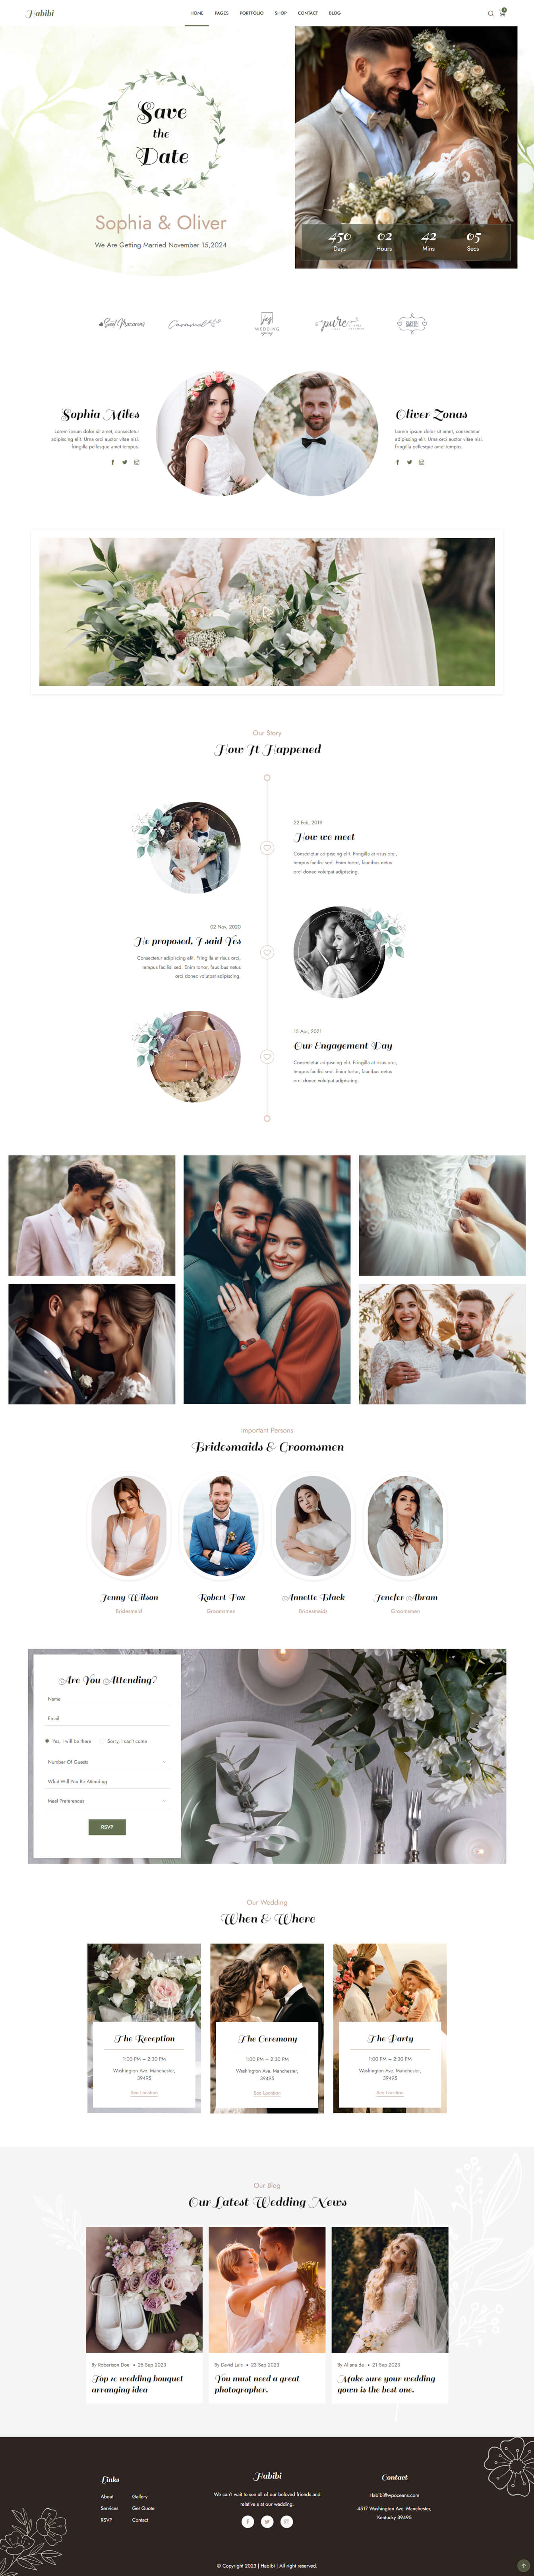 Habibi
HOME PAGES PORTFOLIO SHOP CONTACT BLOG
Save
the
Date
Sophia & Oliver
We Are Getting Married November 15,2024
450 02 42 05
Days Hours Mins Secs
Sweet Macaroons
jes
WEDDING
agency
pure
BAKERY
Sophia Miles
Lorem ipsum dolor sit amet, consectetur
adipiscing elit. Urna orci auctor vitae nisl.
fringilla pellesque amet tempus.
Oliver Zonas
Lorem ipsum dolor sit amet, consectetur
adipiscing elit. Urna orci auctor vitae nisl.
fringilla pellesque amet tempus.
Our Story
How It Happened
22 Feb, 2019
How we meet
Consectetur adipiscing elit. Fringilla at risus orci,
tempus facilisi sed. Enim tortor, faucibus netus
orci donec volutpat adipiscing.
02 Nov, 2020
He proposed, I said Yes
Consectetur adipiscing elit. Fringilla at risus orci,
tempus facilisi sed. Enim tortor, faucibus netus
orci donec volutpat adipiscing.
15 Apr, 2021
Our Engagement Day
Consectetur adipiscing elit. Fringilla at risus orci,
tempus facilisi sed. Enim tortor, faucibus netus
orci donec volutpat adipiscing.
Important Persons
Bridesmaids & Groomsmen
Jenny Wilson
Bridesmaid
Robert Fox
Groomsmen
Annette Black
Bridesmaids
Jenefer Abram
Groomsmen
Are You Attending?
Name
Email
Yes, I will be there Sorry, I can't come
Number Of Guests
What Will You Be Attending
Meal Preferences
RSVP
Our Wedding
When & Where
The Reception
1:00 PM – 2:30 PM
Washington Ave. Manchester,
39495
See Location
The Ceremony
1:00 PM – 2:30 PM
Washington Ave. Manchester,
39495
See Location
The Party
1:00 PM – 2:30 PM
Washington Ave. Manchester,
39495
See Location
Our Blog
Our Latest Wedding News
By Robertson Doe • 25 Sep 2023
Top 10 wedding bouquet
arranging idea
By David Luis • 23 Sep 2023
You must need a great
photographer.
By Aliana de • 21 Sep 2023
Make sure your wedding
gown is the best one.
Links
About Gallery
Services Get Quote
RSVP Contact
Habibi
We can't wait to see all of our beloved friends and
relative s at our wedding.
Contact
Habibi@wpoceans.com
4517 Washington Ave. Manchester,
Kentucky 39495
© Copyright 2023 | Habibi | All right reserved.